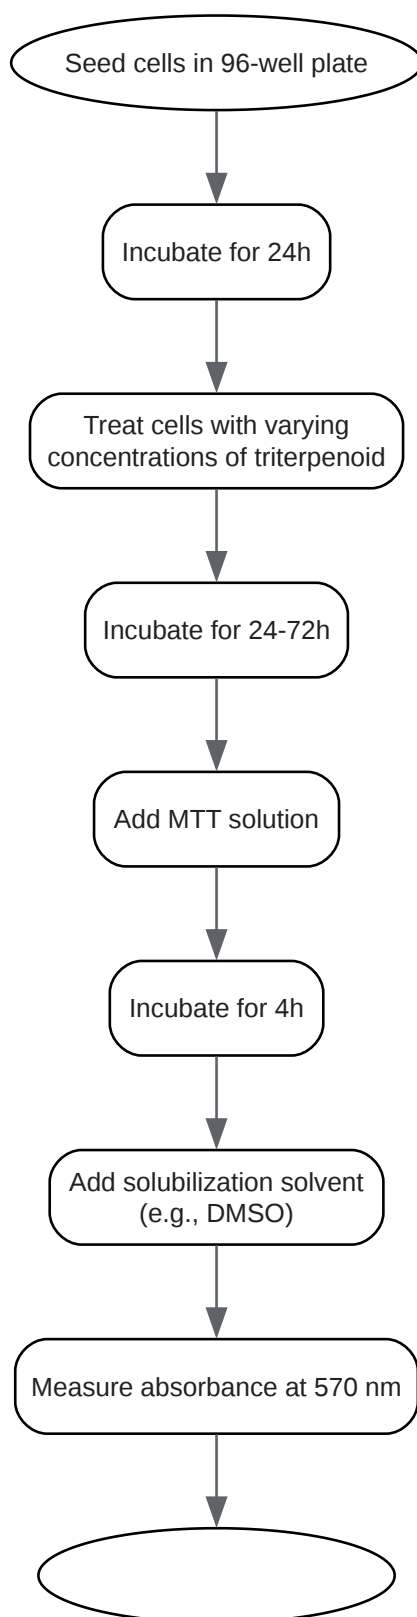 Seed cells in 96-well plate
Incubate for 24h
Treat cells with varying
concentrations of triterpenoid
Incubate for 24-72h
Add MTT solution
Incubate for 4h
Add solubilization solvent
(e.g., DMSO)
Measure absorbance at 570 nm